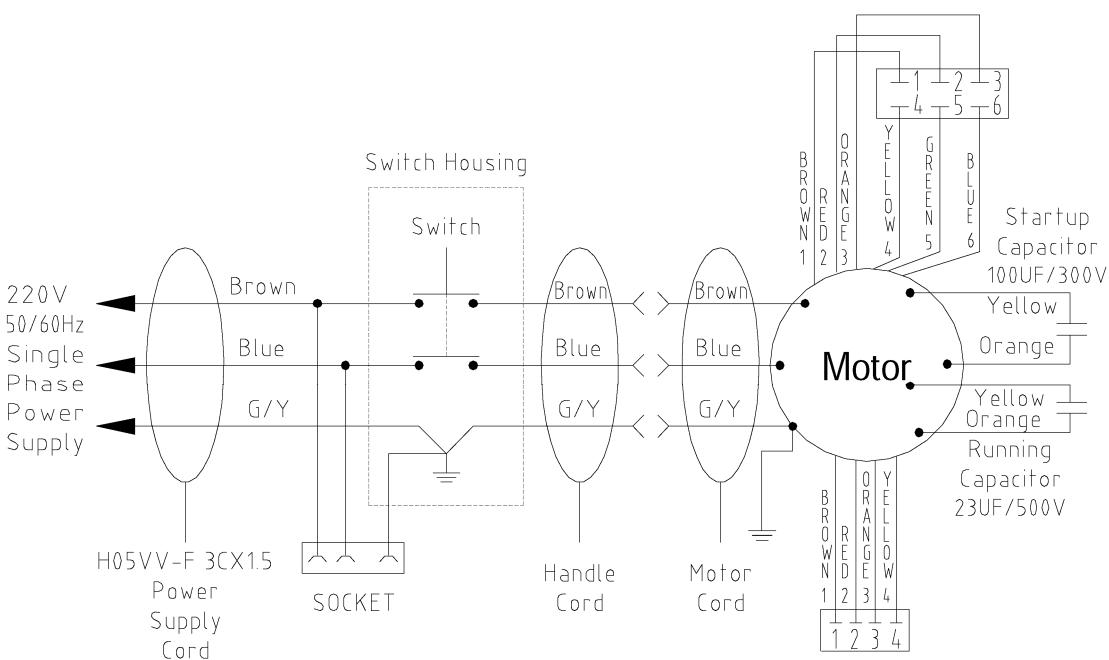 1 2 3
4 5 6
BROWN 1
RED 2
ORANGE 3
YELLOW 4
GREEN 5
BLUE 6
Switch Housing
Switch
Startup
Capacitor
100UF/300V
220V
50/60Hz
Single
Phase
Power
Supply
Brown
Blue
G/Y
Brown
Blue
G/Y
Brown
Blue
G/Y
Motor
Yellow
Orange
Yellow
Orange
Running
Capacitor
23UF/500V
H05VV-F 3CX1.5
Power
Supply
Cord
SOCKET
Handle
Cord
Motor
Cord
BROWN 1
RED 2
ORANGE 3
YELLOW 4
1 2 3 4